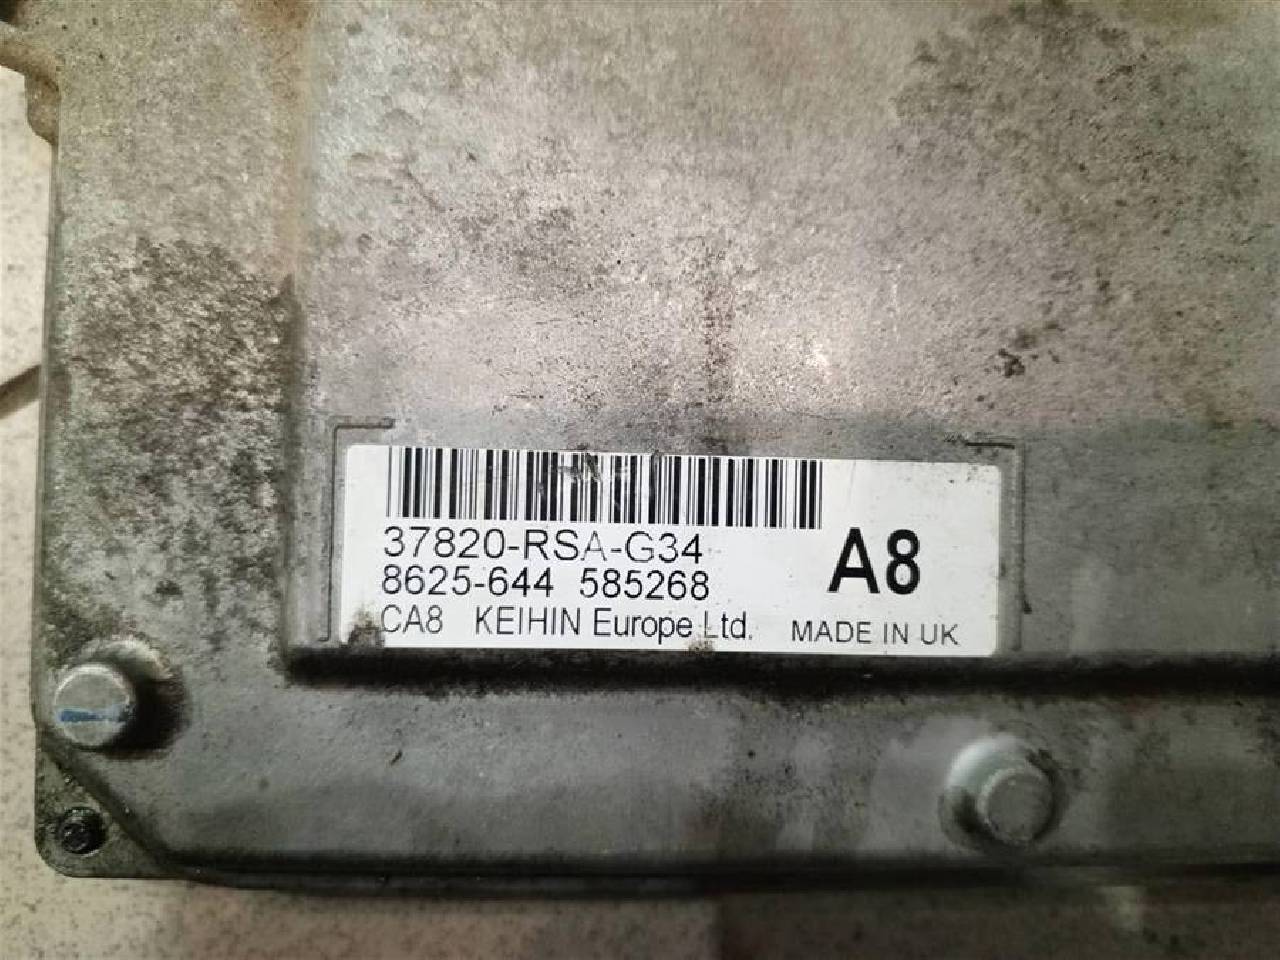 37820-RSA-G34
8625-644 585268
A8
CA8 KEIHIN Europe Ltd. MADE IN UK